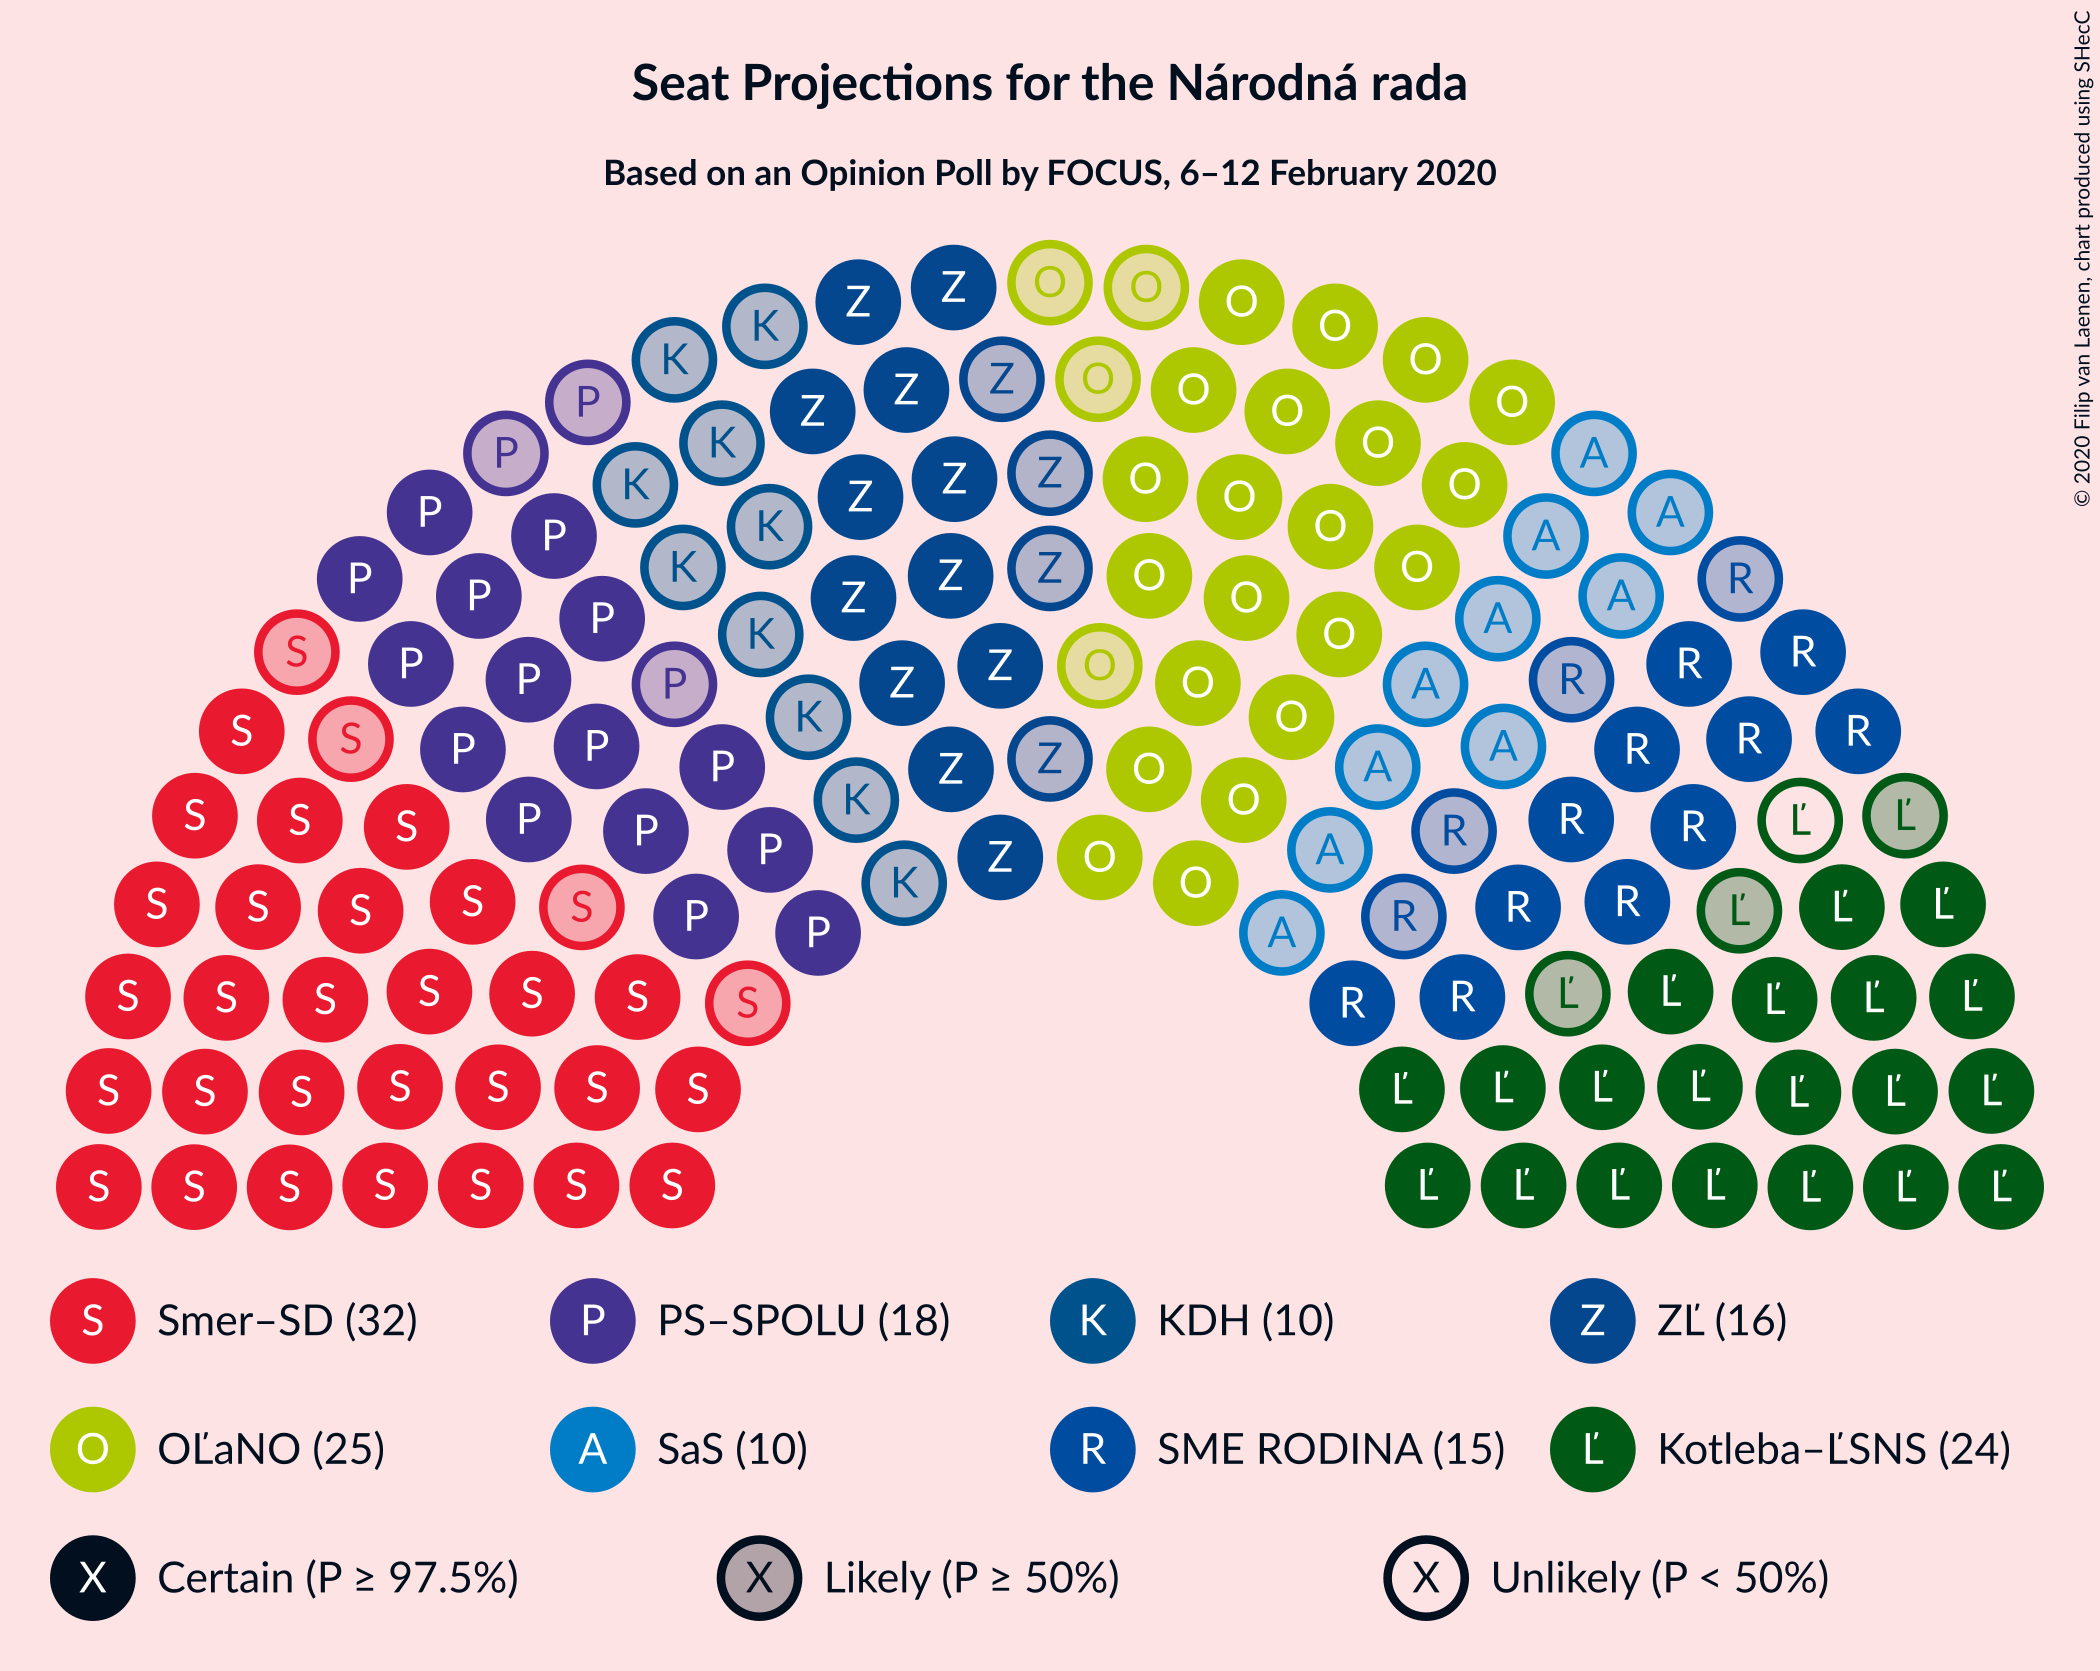 Seat Projections for the Národná rada
Based on an Opinion Poll by FOCUS, 6–12 February 2020
© 2020 Filip van Laenen, chart produced using SHecC
Z Z O O O O O O
K K Z Z Z O O O O O
P P K K Z Z Z O O O O A A
P P P K K Z Z Z O O O A A A R
S P P P P K Z Z O O O A A R R R
S S P P P K Z Z O O A A R R R
S S S P P P K Z O O A R R R Ľ Ľ
S S S S S P P K A R R R Ľ Ľ Ľ
S S S S S S S R R Ľ Ľ Ľ Ľ Ľ
S S S S S S S Ľ Ľ Ľ Ľ Ľ Ľ Ľ
S S S S S S S Ľ Ľ Ľ Ľ Ľ Ľ Ľ
S Smer–SD (32) P PS–SPOLU (18) K KDH (10) Z ZĽ (16)
O OĽaNO (25) A SaS (10) R SME RODINA (15) Ľ Kotleba–ĽSNS (24)
X Certain (P ≥ 97.5%) X Likely (P ≥ 50%) X Unlikely (P < 50%)